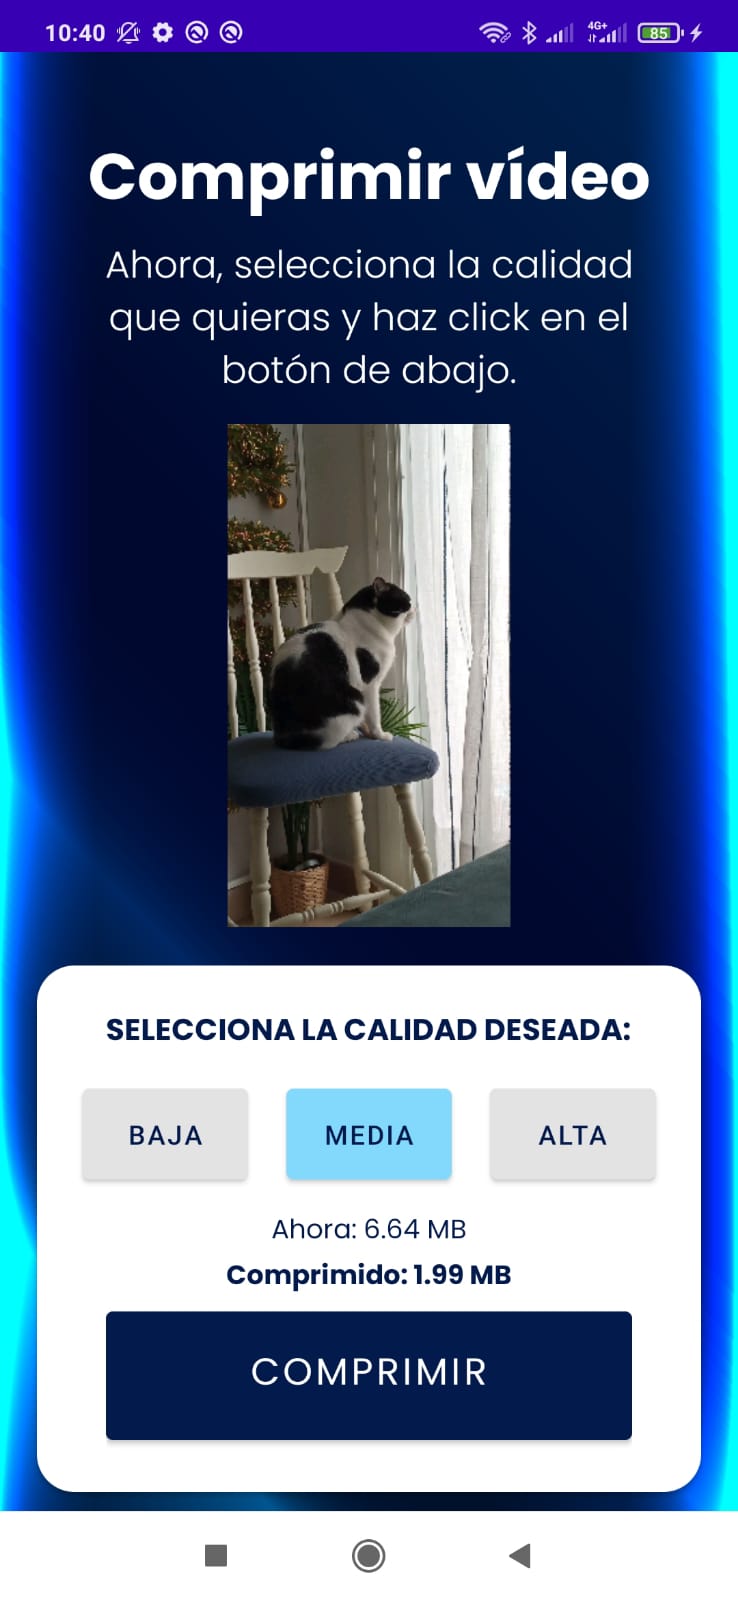 10:40 4G+ 85
Comprimir vídeo
Ahora, selecciona la calidad
que quieras y haz click en el
botón de abajo.
SELECCIONA LA CALIDAD DESEADA:
BAJA MEDIA ALTA
Ahora: 6.64 MB
Comprimido: 1.99 MB
COMPRIMIR